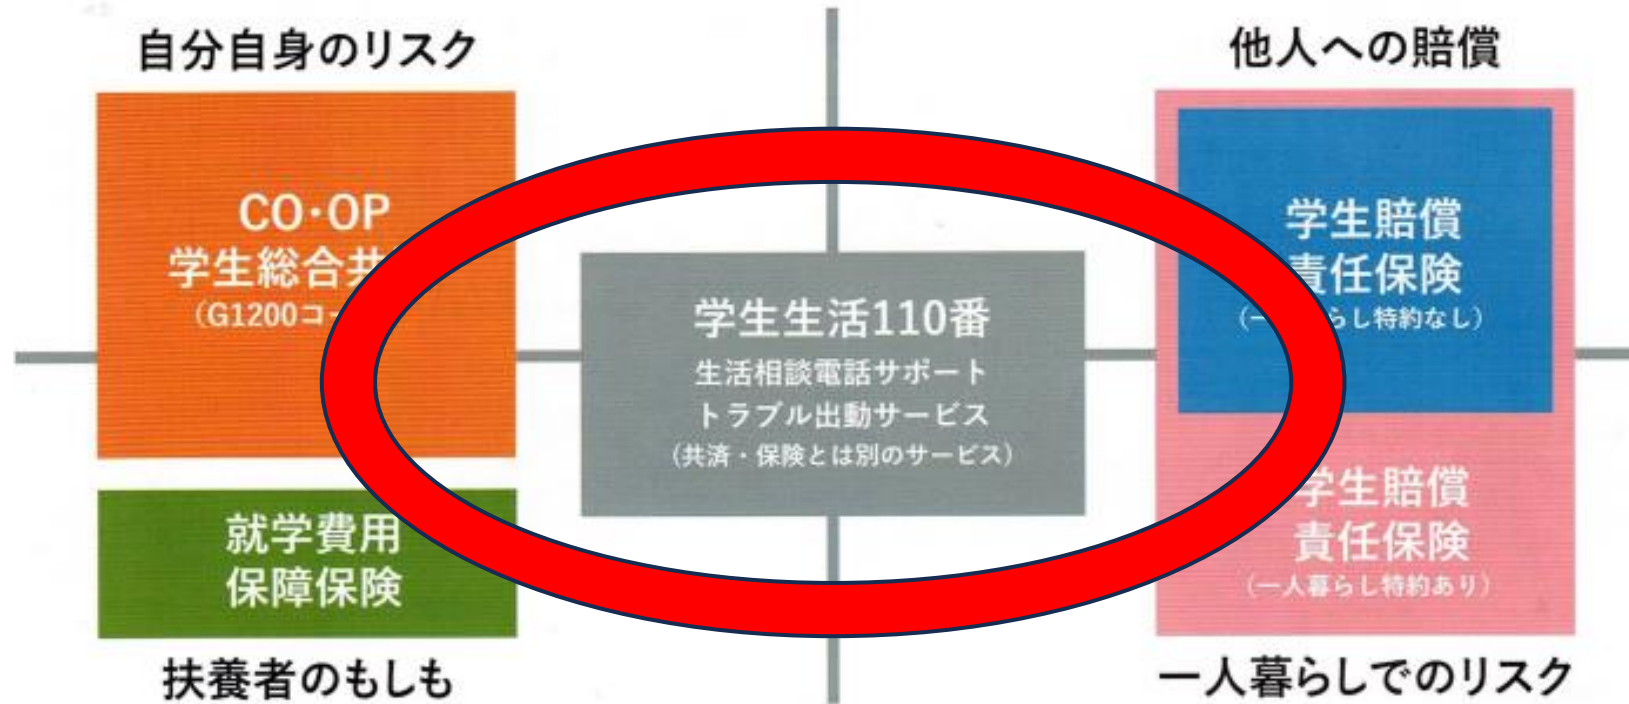 自分自身のリスク
他人への賠償
CO・OP
学生総合共
（G1200コー
就学費用
保障保険
扶養者のもしも
学生生活110番
生活相談電話サポート
トラブル出動サービス
（共済・保険とは別のサービス）
学生賠償
責任保険
（一 らし特約なし）
学生賠償
責任保険
（一人暮らし特約あり）
一人暮らしでのリスク